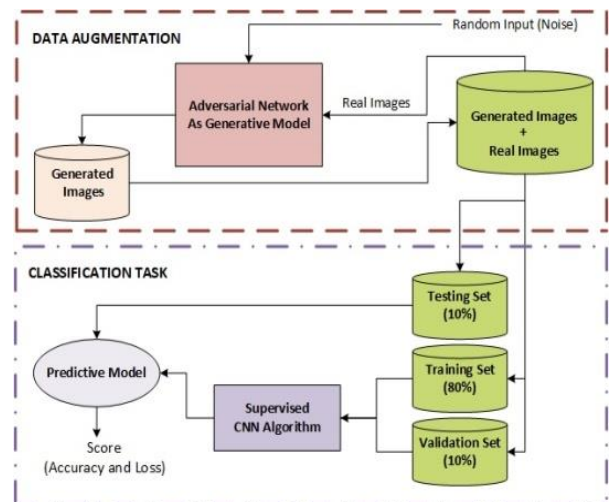 DATA AUGMENTATION
Random Input (Noise)
Adversarial Network
As Generative Model
Real Images
Generated Images
+
Real Images
Generated
Images
CLASSIFICATION TASK
Testing Set
(10%)
Predictive Model
Training Set
(80%)
Supervised
CNN Algorithm
Validation Set
(10%)
Score
(Accuracy and Loss)